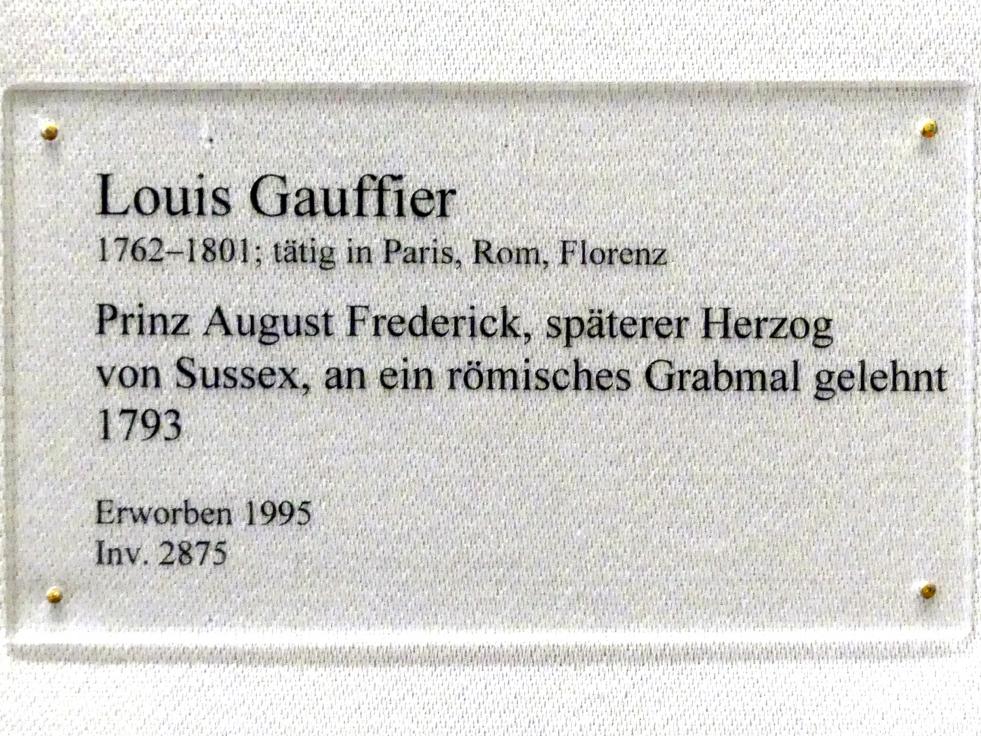 Louis Gauffier
1762–1801; tätig in Paris, Rom, Florenz
Prinz August Frederick, späterer Herzog
von Sussex, an ein römisches Grabmal gelehnt
1793
Erworben 1995
Inv. 2875